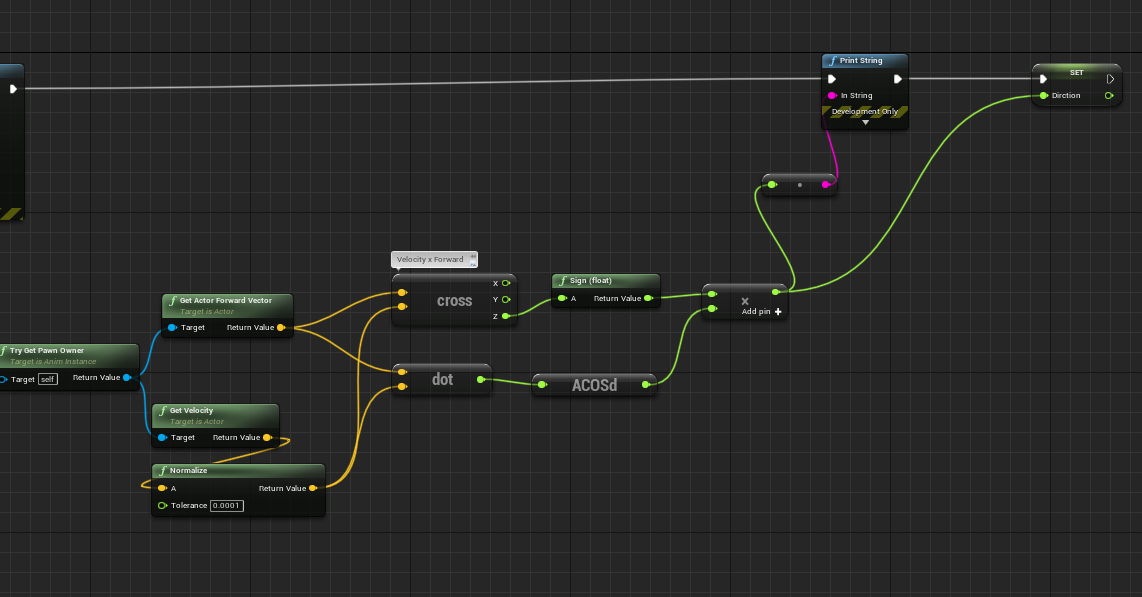 Print String
In String
Development Only
SET
Dirction
Velocity x Forward
cross
X
Y
Z
Sign (float)
A
Return Value
x
Add pin +
Get Actor Forward Vector
Target is Actor
Target
Return Value
Try Get Pawn Owner
Target is Anim Instance
Target
self
Return Value
dot
ACOSd
Get Velocity
Target is Actor
Target
Return Value
Normalize
A
Return Value
Tolerance
0.0001